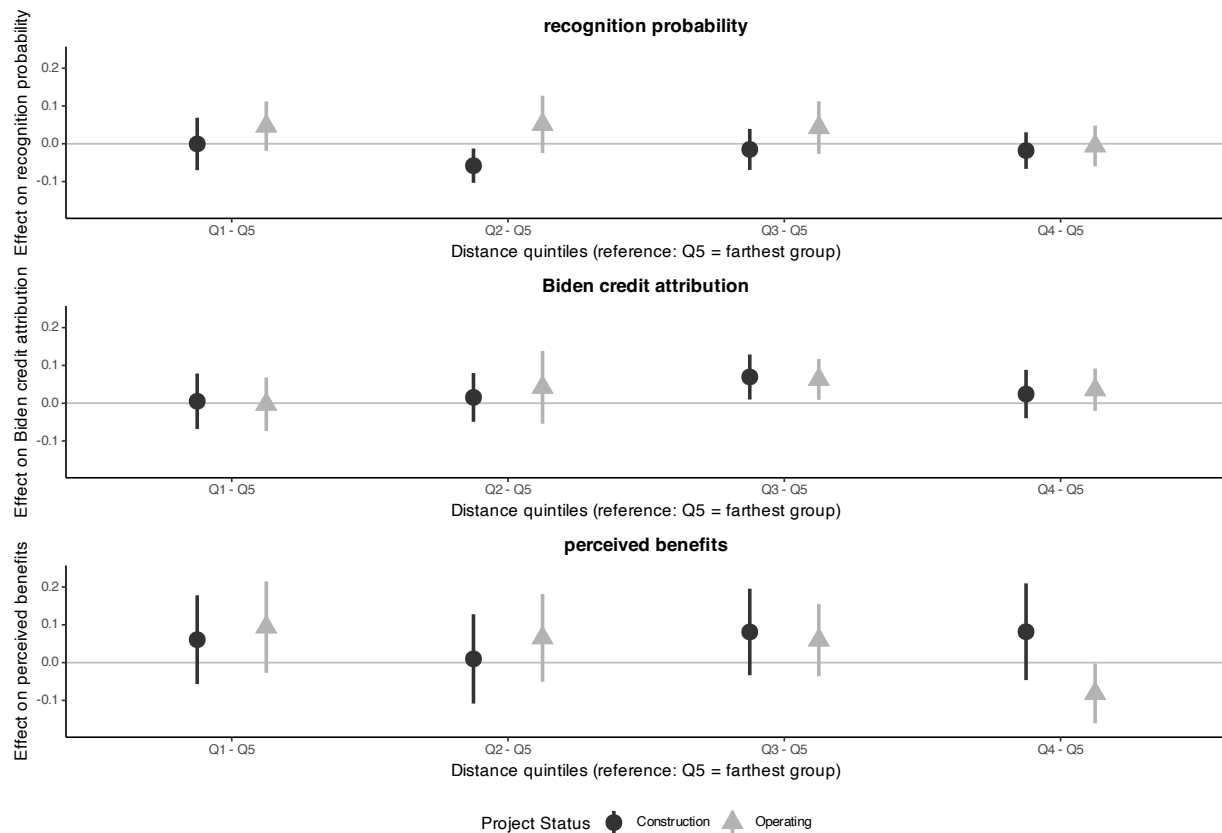 recognition probability
Effect on recognition probability
0.2
0.1
0.0
-0.1
Q1 - Q5
Q2 - Q5
Q3 - Q5
Q4 - Q5
Distance quintiles (reference: Q5 = farthest group)
Biden credit attribution
Effect on Biden credit attribution
0.2
0.1
0.0
-0.1
Q1 - Q5
Q2 - Q5
Q3 - Q5
Q4 - Q5
Distance quintiles (reference: Q5 = farthest group)
perceived benefits
Effect on perceived benefits
0.2
0.1
0.0
-0.1
Q1 - Q5
Q2 - Q5
Q3 - Q5
Q4 - Q5
Distance quintiles (reference: Q5 = farthest group)
Project Status Construction Operating